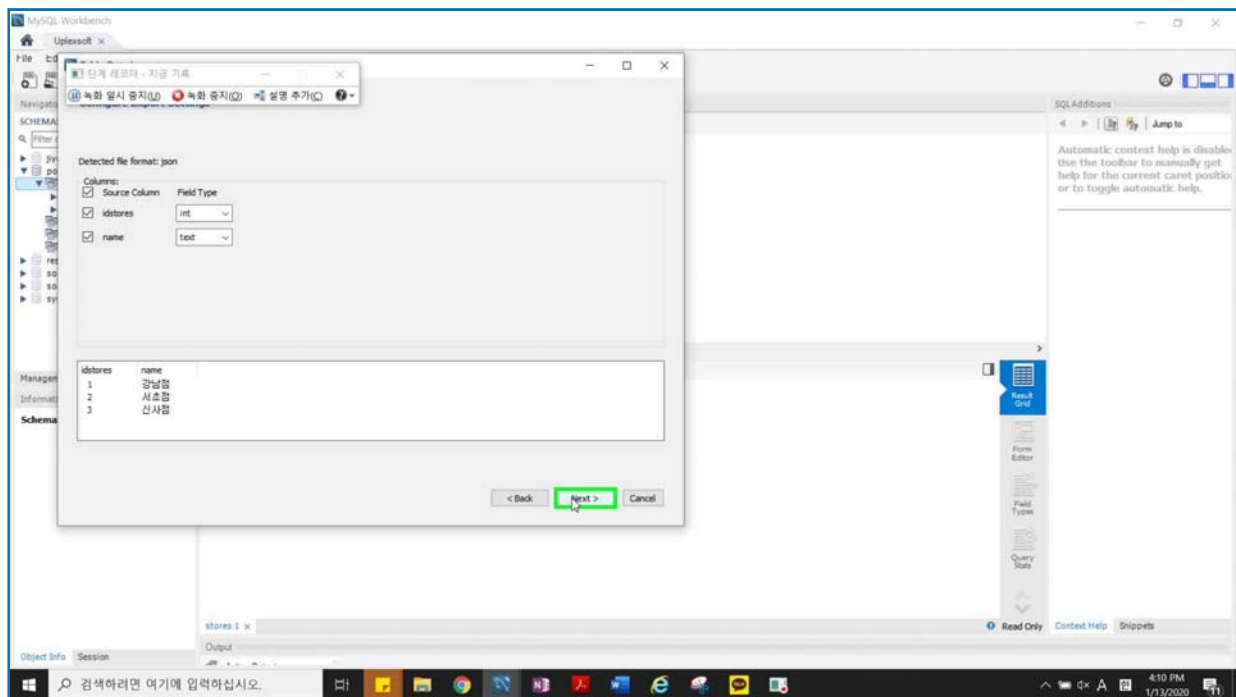 MySQL Workbench
Uplexsoft ×
File
단계 레코더 - 지금 기록
녹화 일시 중지(U) 녹화 중지(O) 설명 추가(C)
SCHEMA
Filter
Detected file format: json
Columns:
Source Column Field Type
idstores int
name text
idstores name
1 강남점
2 서초점
3 신사점
< Back Next > Cancel
Schema
SQLAdditions
Jump to
Automatic context help is disable
Use the toolbar to manually get
help for the current caret positio
or to toggle automatic help.
Result
Grid
Form
Editor
Field
Types
Query
Stats
stores 1 ×
Read Only Context Help Snippets
Output
Object Info Session
검색하려면 여기에 입력하십시오.
A 한 4:10 PM
1/13/2020